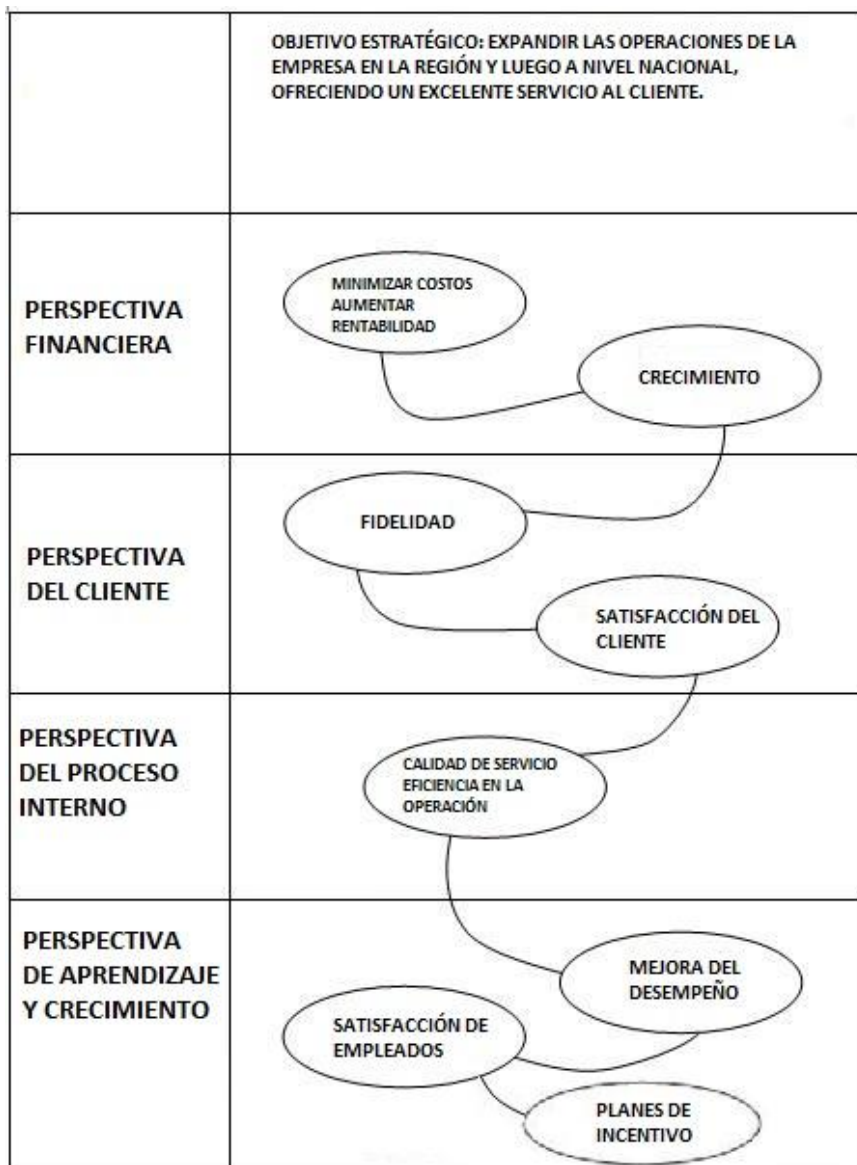 OBJETIVO ESTRATÉGICO: EXPANDIR LAS OPERACIONES DE LA
EMPRESA EN LA REGIÓN Y LUEGO A NIVEL NACIONAL,
OFRECIENDO UN EXCELENTE SERVICIO AL CLIENTE.
PERSPECTIVA
FINANCIERA
MINIMIZAR COSTOS
AUMENTAR
RENTABILIDAD
CRECIMIENTO
PERSPECTIVA
DEL CLIENTE
FIDELIDAD
SATISFACCIÓN DEL
CLIENTE
PERSPECTIVA
DEL PROCESO
INTERNO
CALIDAD DE SERVICIO
EFICIENCIA EN LA
OPERACIÓN
PERSPECTIVA
DE APRENDIZAJE
Y CRECIMIENTO
MEJORA DEL
DESEMPEÑO
SATISFACCIÓN DE
EMPLEADOS
PLANES DE
INCENTIVO